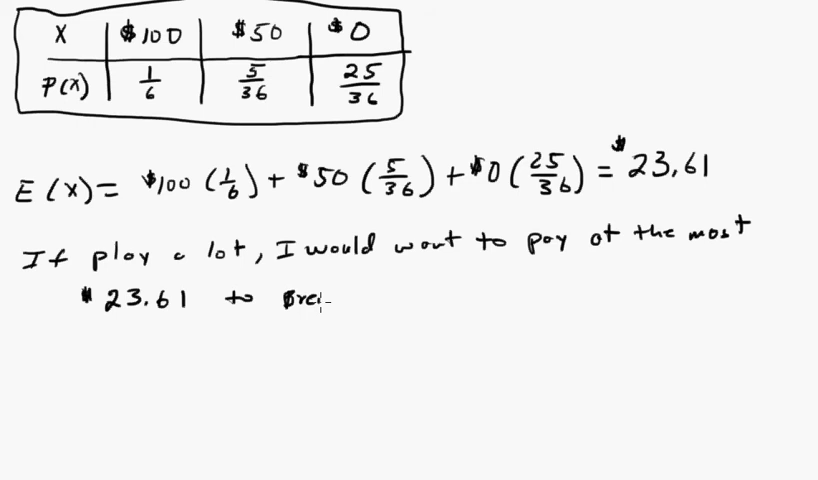 X $100 $50 $0
P(X) 1/6 5/36 25/36
E(X) = $100 (1/6) + $50 (5/36) + $0 (25/36) = $23.61
If play a lot, I would want to pay at the most
$23.61 to bre